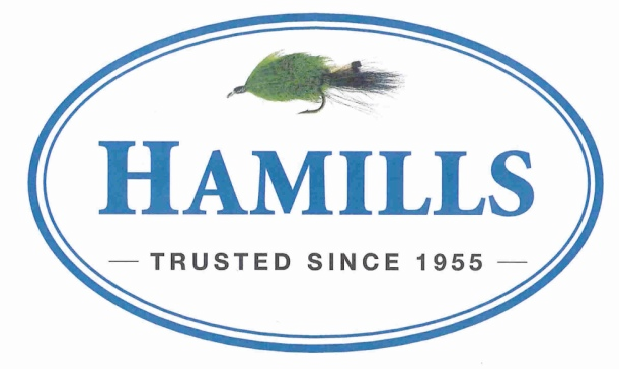 HAMILLS
— TRUSTED SINCE 1955 —